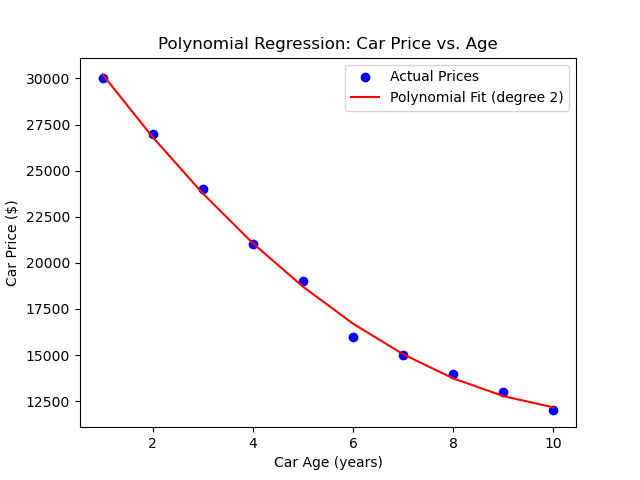 Polynomial Regression: Car Price vs. Age
Actual Prices
Polynomial Fit (degree 2)
Car Price ($)
30000
27500
25000
22500
20000
17500
15000
12500
2 4 6 8 10
Car Age (years)